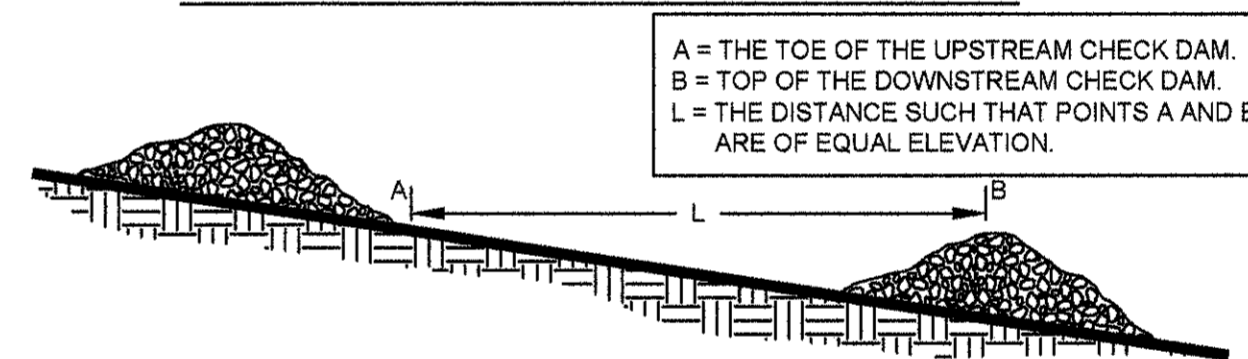 A = THE TOE OF THE UPSTREAM CHECK DAM.
B = TOP OF THE DOWNSTREAM CHECK DAM.
L = THE DISTANCE SUCH THAT POINTS A AND B
ARE OF EQUAL ELEVATION.
A
B
L